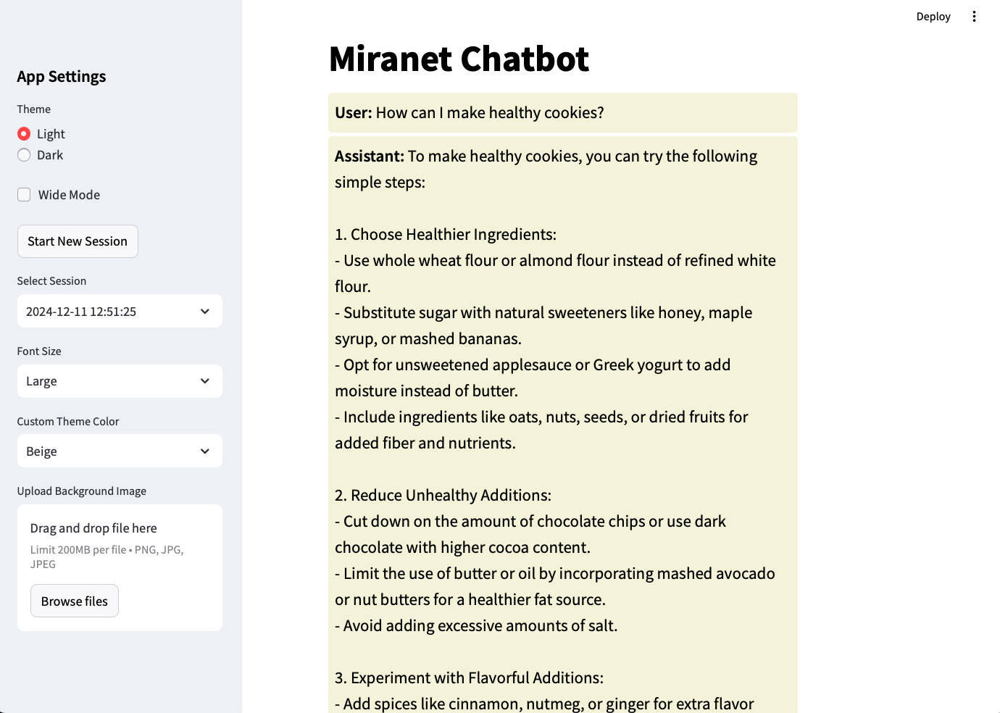 Deploy
App Settings
Theme
Light
Dark
Wide Mode
Start New Session
Select Session
2024-12-11 12:51:25
Font Size
Large
Custom Theme Color
Beige
Upload Background Image
Drag and drop file here
Limit 200MB per file • PNG, JPG,
JPEG
Browse files
Miranet Chatbot
User: How can I make healthy cookies?
Assistant: To make healthy cookies, you can try the following
simple steps:
1. Choose Healthier Ingredients:
- Use whole wheat flour or almond flour instead of refined white
flour.
- Substitute sugar with natural sweeteners like honey, maple
syrup, or mashed bananas.
- Opt for unsweetened applesauce or Greek yogurt to add
moisture instead of butter.
- Include ingredients like oats, nuts, seeds, or dried fruits for
added fiber and nutrients.
2. Reduce Unhealthy Additions:
- Cut down on the amount of chocolate chips or use dark
chocolate with higher cocoa content.
- Limit the use of butter or oil by incorporating mashed avocado
or nut butters for a healthier fat source.
- Avoid adding excessive amounts of salt.
3. Experiment with Flavorful Additions:
- Add spices like cinnamon, nutmeg, or ginger for extra flavor